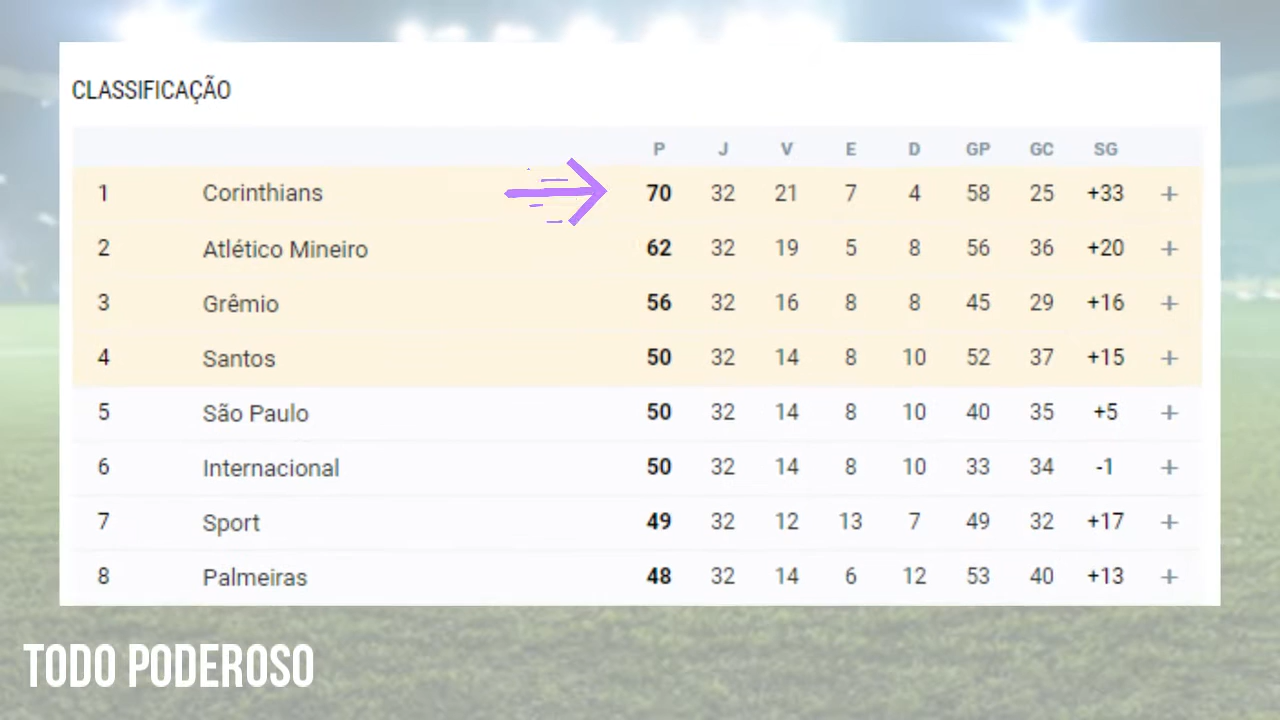 CLASSIFICAÇÃO
P J V E D GP GC SG
1 Corinthians 70 32 21 7 4 58 25 +33 +
2 Atlético Mineiro 62 32 19 5 8 56 36 +20 +
3 Grêmio 56 32 16 8 8 45 29 +16 +
4 Santos 50 32 14 8 10 52 37 +15 +
5 São Paulo 50 32 14 8 10 40 35 +5 +
6 Internacional 50 32 14 8 10 33 34 -1 +
7 Sport 49 32 12 13 7 49 32 +17 +
8 Palmeiras 48 32 14 6 12 53 40 +13 +
TODO PODEROSO